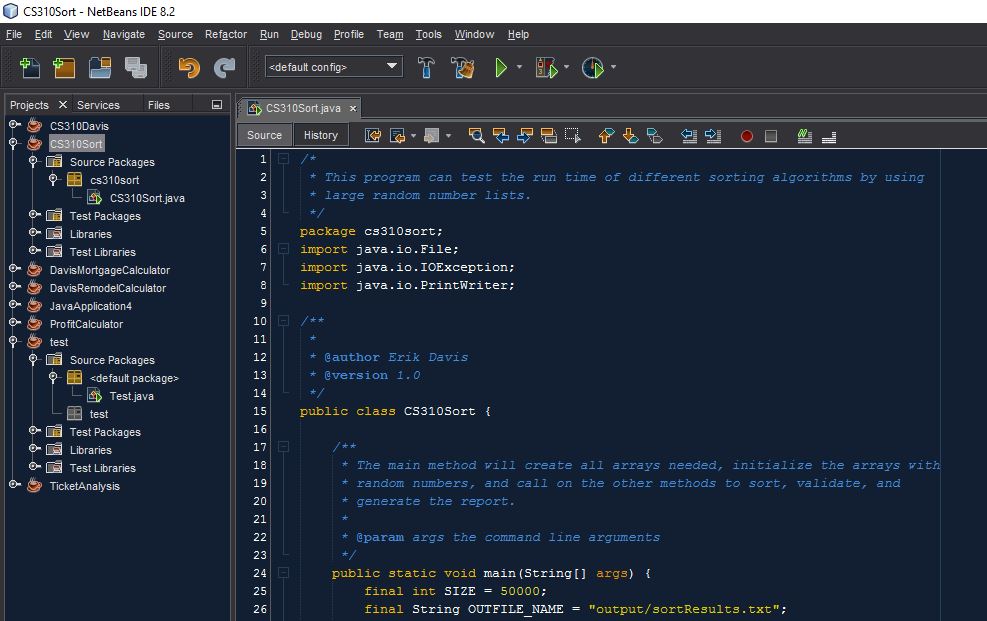 CS310Sort - NetBeans IDE 8.2
File Edit View Navigate Source Refactor Run Debug Profile Team Tools Window Help
<default config>
Projects Services Files
CS310Davis
CS310Sort
Source Packages
cs310sort
CS310Sort.java
Test Packages
Libraries
Test Libraries
DavisMortgageCalculator
DavisRemodelCalculator
JavaApplication4
ProfitCalculator
test
Source Packages
<default package>
Test.java
test
Test Packages
Libraries
Test Libraries
TicketAnalysis
CS310Sort.java
Source History
1 /*
2 * This program can test the run time of different sorting algorithms by using
3 * large random number lists.
4 */
5 package cs310sort;
6 import java.io.File;
7 import java.io.IOException;
8 import java.io.PrintWriter;
9
10 /**
11 *
12 * @author Erik Davis
13 * @version 1.0
14 */
15 public class CS310Sort {
16
17 /**
18 * The main method will create all arrays needed, initialize the arrays with
19 * random numbers, and call on the other methods to sort, validate, and
20 * generate the report.
21 *
22 * @param args the command line arguments
23 */
24 public static void main(String[] args) {
25 final int SIZE = 50000;
26 final String OUTFILE_NAME = "output/sortResults.txt";